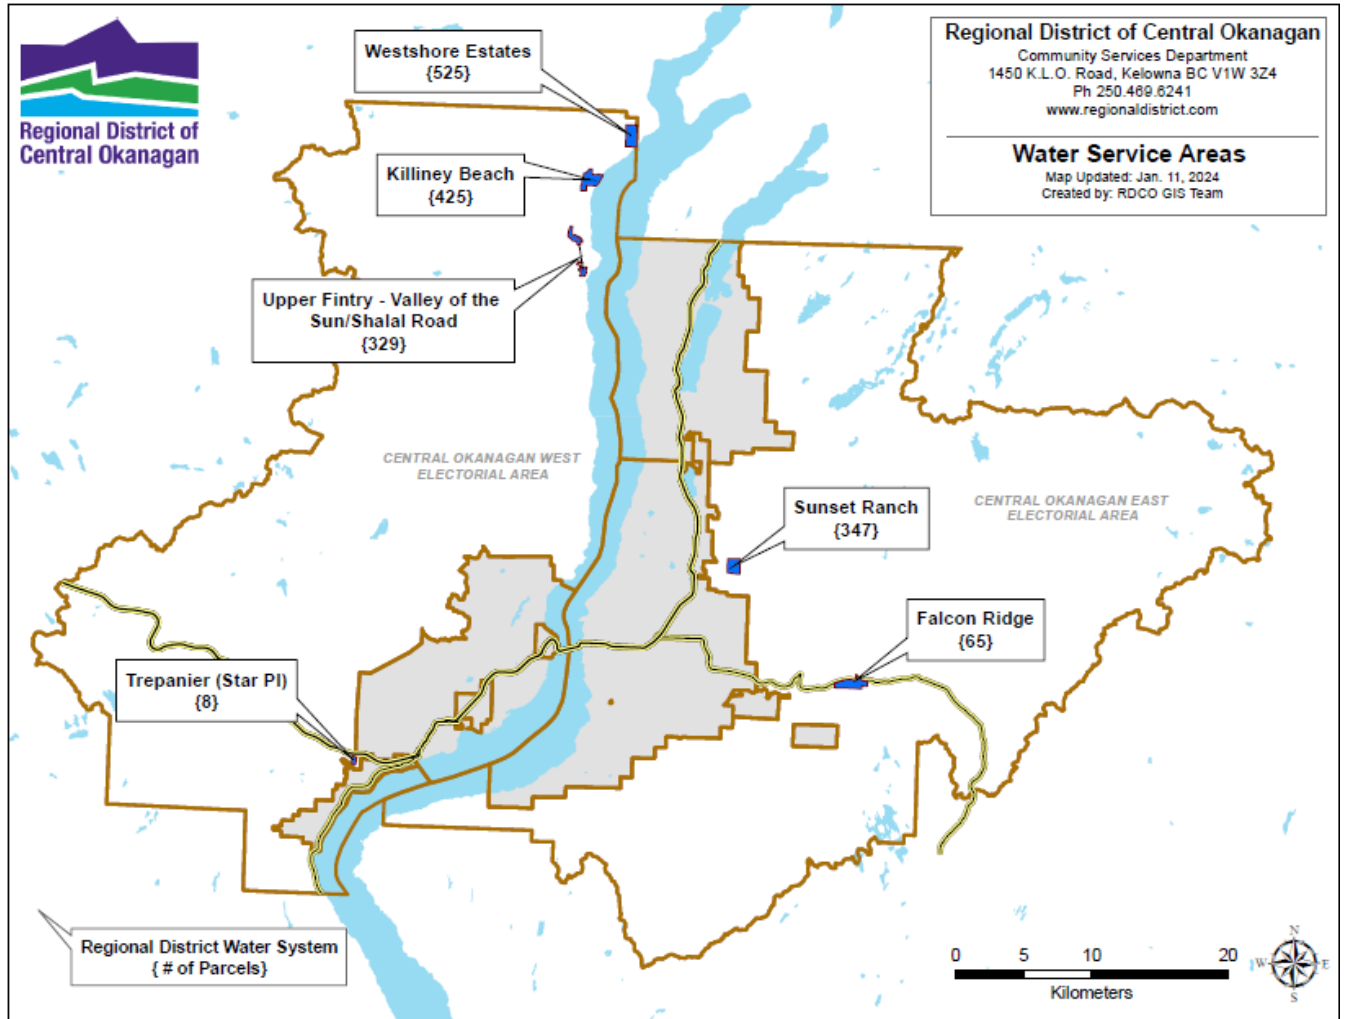 Regional District of
Central Okanagan
Westshore Estates
{525}
Regional District of Central Okanagan
Community Services Department
1450 K.L.O. Road, Kelowna BC V1W 3Z4
Ph 250.469.6241
www.regionaldistrict.com
Water Service Areas
Map Updated: Jan. 11, 2024
Created by: RDCO GIS Team
Killiney Beach
{425}
Upper Fintry - Valley of the
Sun/Shalal Road
{329}
CENTRAL OKANAGAN WEST
ELECTORIAL AREA
CENTRAL OKANAGAN EAST
ELECTORIAL AREA
Sunset Ranch
{347}
Falcon Ridge
{65}
Trepanier (Star Pl)
{8}
Regional District Water System
{ # of Parcels}
0 5 10 20
Kilometers
N
W E
S